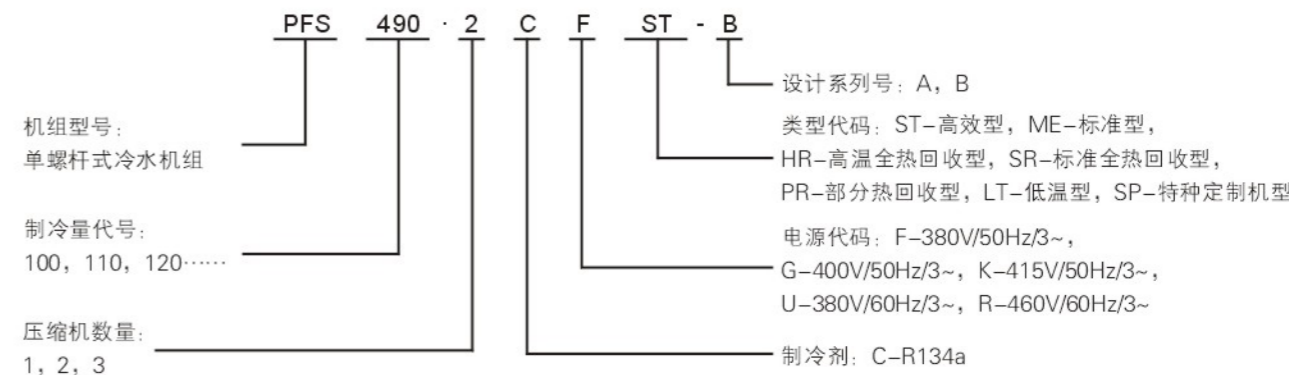 PFS 490 · 2 C F ST - B
机组型号：
单螺杆式冷水机组
制冷量代号：
100，110，120……
压缩机数量：
1，2，3
设计系列号：A，B
类型代码：ST–高效型，ME–标准型，
HR–高温全热回收型，SR–标准全热回收型，
PR–部分热回收型，LT–低温型，SP–特种定制机型
电源代码：F–380V/50Hz/3~，
G–400V/50Hz/3~，K–415V/50Hz/3~，
U–380V/60Hz/3~，R–460V/60Hz/3~
制冷剂：C–R134a